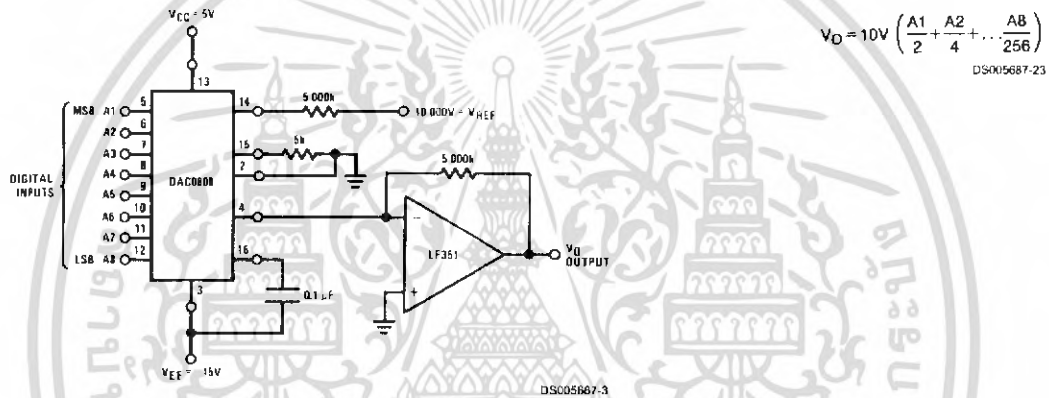 VCC = 5V
VO = 10V (A1/2 + A2/4 + ... A8/256)
DS005687-23
13
MSB A1 5
A2 6
A3 7
A4 8
A5 9
A6 10
A7 11
LSB A8 12
DIGITAL INPUTS
DAC0808
14 5.000k 10.000V = VREF
15 5k
2
5.000k
4
LF351
VO
OUTPUT
16
0.1 μF
3
VEE = -15V
DS005687-3